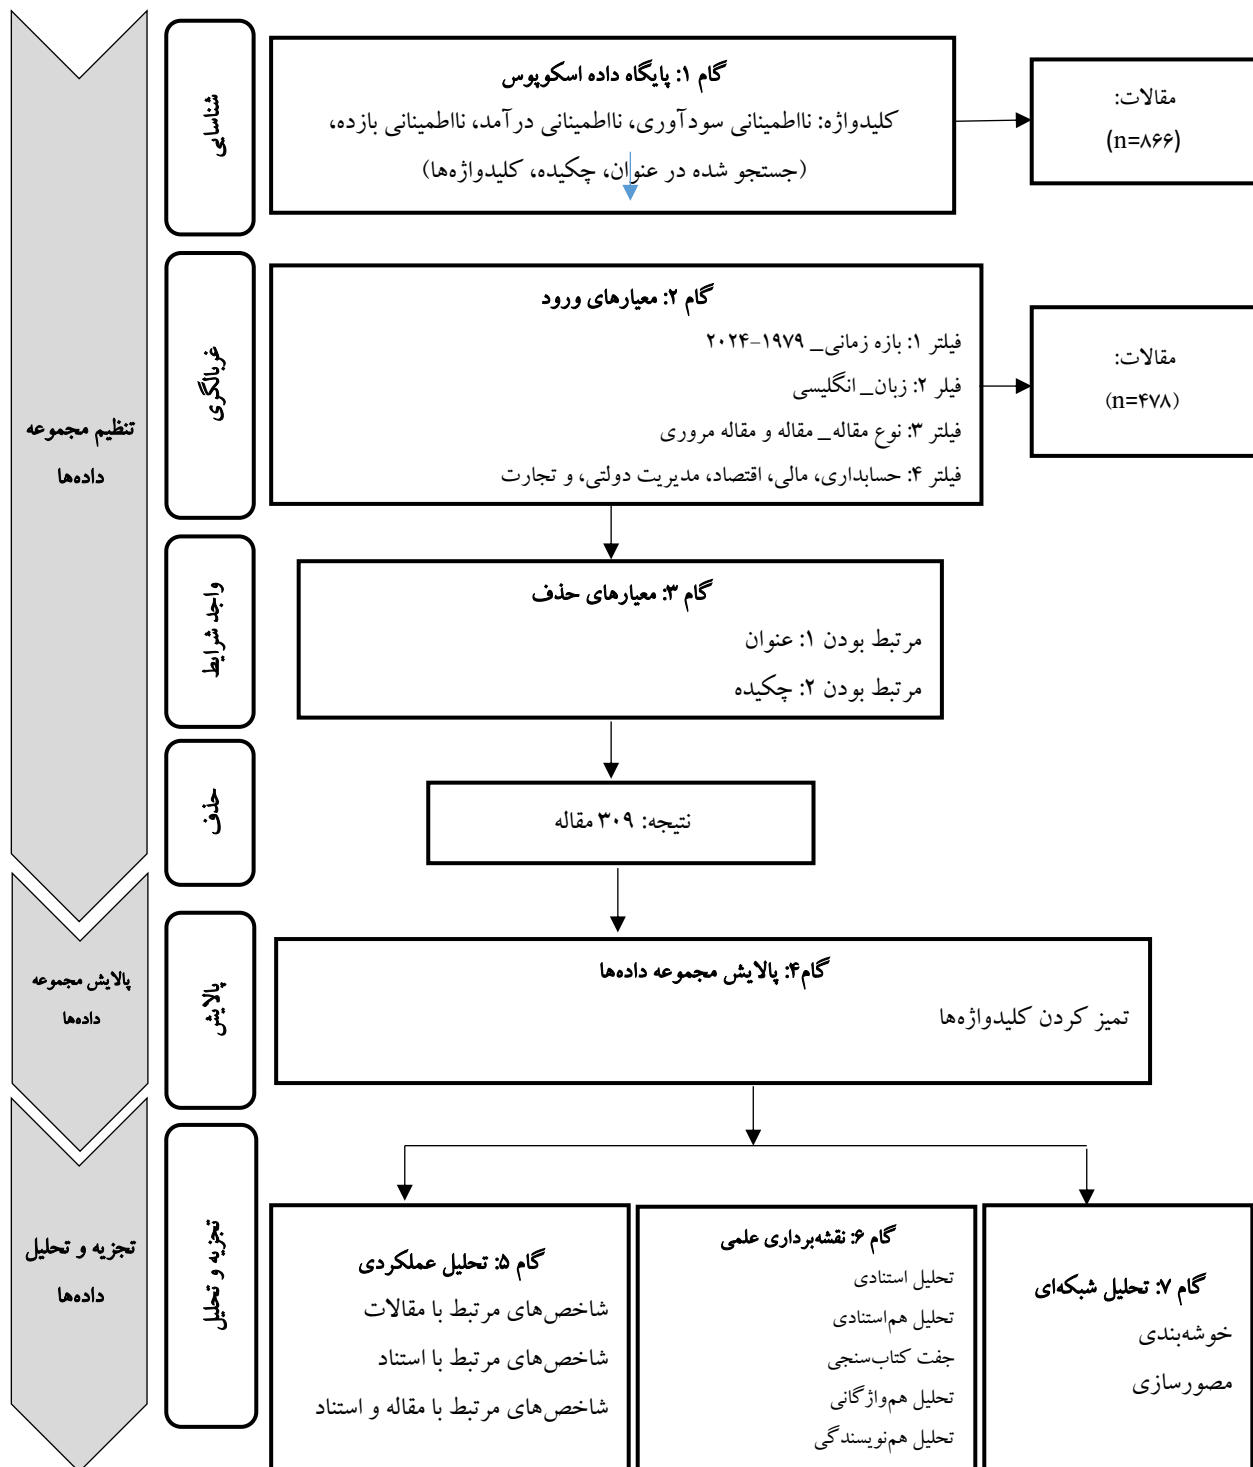 شناسایی
گام ۱: پایگاه داده اسکوپوس
کلیدواژه: نااطمینانی سودآوری، نااطمینانی درآمد، نااطمینانی بازده،
(جستجو شده در عنوان، چکیده، کلیدواژه‌ها)
مقالات:
(n=۸۶۶)
غربالگری
گام ۲: معیارهای ورود
فیلتر ۱: بازه زمانی_ ۱۹۷۹-۲۰۲۴
فیلر ۲: زبان_ انگلیسی
فیلتر ۳: نوع مقاله_ مقاله و مقاله مروری
فیلتر ۴: حسابداری، مالی، اقتصاد، مدیریت دولتی، و تجارت
مقالات:
(n=۴۷۸)
تنظیم مجموعه
داده‌ها
واجد شرایط
گام ۳: معیارهای حذف
مرتبط بودن ۱: عنوان
مرتبط بودن ۲: چکیده
حذف
نتیجه: ۳۰۹ مقاله
پالایش مجموعه
داده‌ها
پالایش
گام۴: پالایش مجموعه داده‌ها
تمیز کردن کلیدواژه‌ها
تجزیه و تحلیل
داده‌ها
تجزیه و تحلیل
گام ۵: تحلیل عملکردی
شاخص‌های مرتبط با مقالات
شاخص‌های مرتبط با استناد
شاخص‌های مرتبط با مقاله و استناد
گام ۶: نقشه‌برداری علمی
تحلیل استنادی
تحلیل هم‌استنادی
جفت کتاب‌سنجی
تحلیل هم‌واژگانی
تحلیل هم‌نویسندگی
گام ۷: تحلیل شبکه‌ای
خوشه‌بندی
مصورسازی